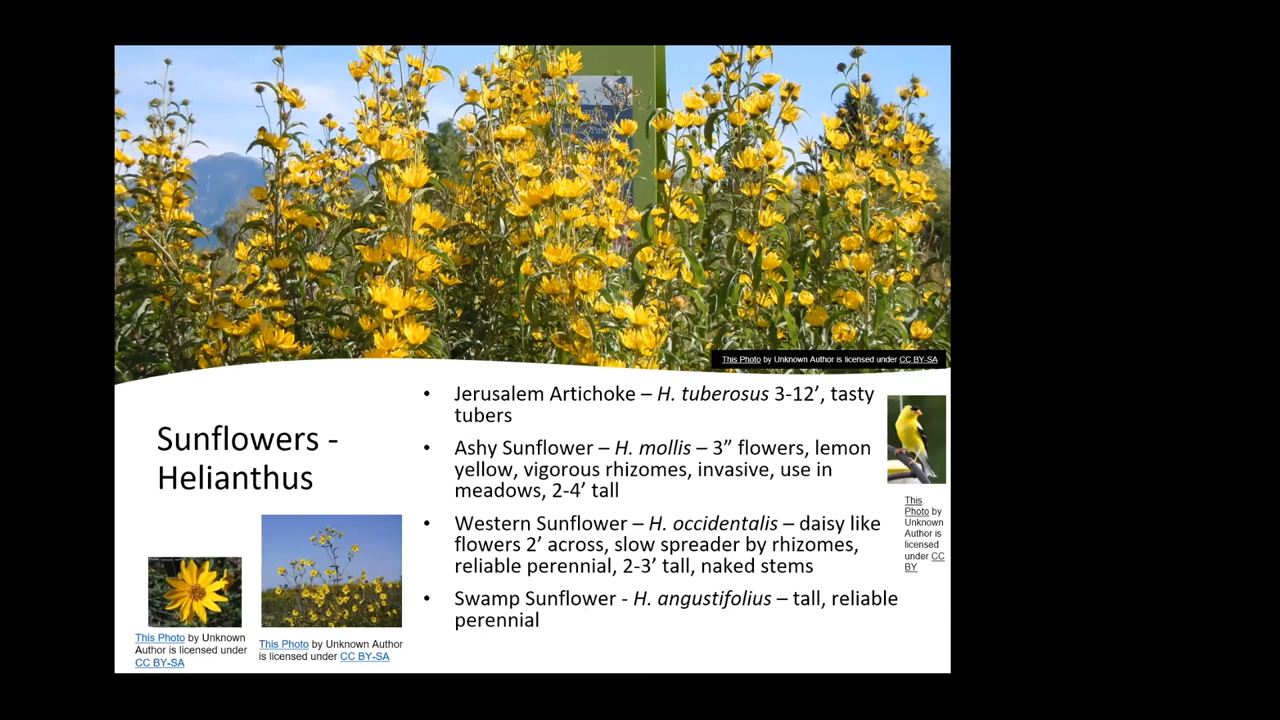 This Photo by Unknown Author is licensed under CC BY-SA
Sunflowers -
Helianthus
• Jerusalem Artichoke – H. tuberosus 3-12’, tasty
tubers
• Ashy Sunflower – H. mollis – 3” flowers, lemon
yellow, vigorous rhizomes, invasive, use in
meadows, 2-4’ tall
• Western Sunflower – H. occidentalis – daisy like
flowers 2’ across, slow spreader by rhizomes,
reliable perennial, 2-3’ tall, naked stems
• Swamp Sunflower - H. angustifolius – tall, reliable
perennial
This
Photo by
Unknown
Author is
licensed
under CC
BY
This Photo by Unknown
Author is licensed under
CC BY-SA
This Photo by Unknown Author
is licensed under CC BY-SA